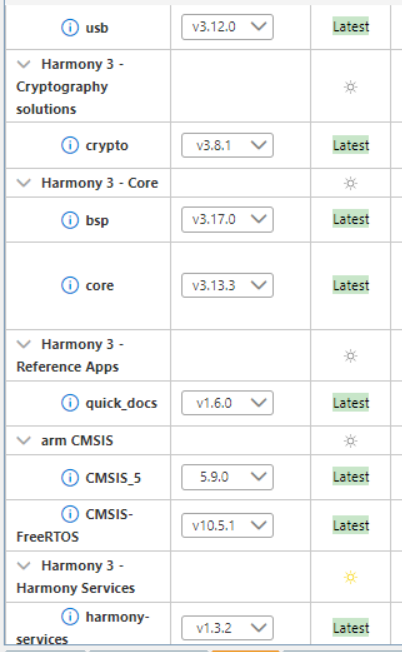 usb v3.12.0 Latest
Harmony 3 -
Cryptography
solutions
crypto v3.8.1 Latest
Harmony 3 - Core
bsp v3.17.0 Latest
core v3.13.3 Latest
Harmony 3 -
Reference Apps
quick_docs v1.6.0 Latest
arm CMSIS
CMSIS_5 5.9.0 Latest
CMSIS-
FreeRTOS v10.5.1 Latest
Harmony 3 -
Harmony Services
harmony-
services v1.3.2 Latest